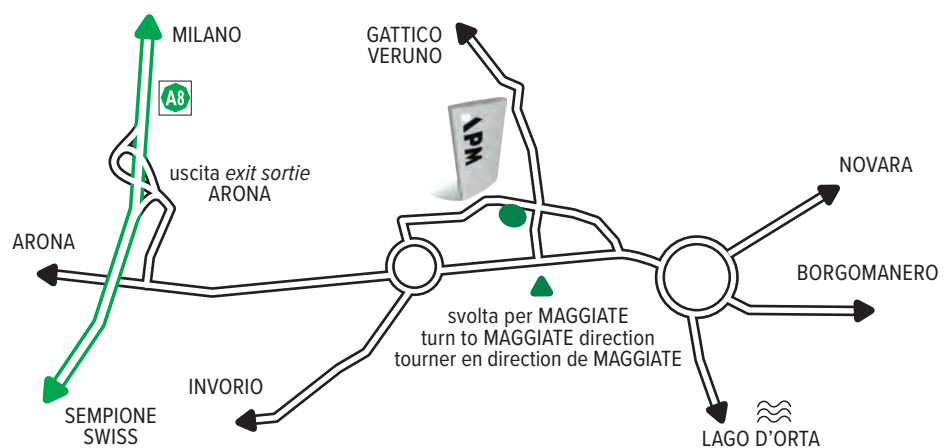 MILANO
A8
GATTICO
VERUNO
APM
uscita exit sortie
ARONA
NOVARA
ARONA
BORGOMANERO
svolta per MAGGIATE
turn to MAGGIATE direction
tourner en direction de MAGGIATE
INVORIO
SEMPIONE
SWISS
LAGO D'ORTA